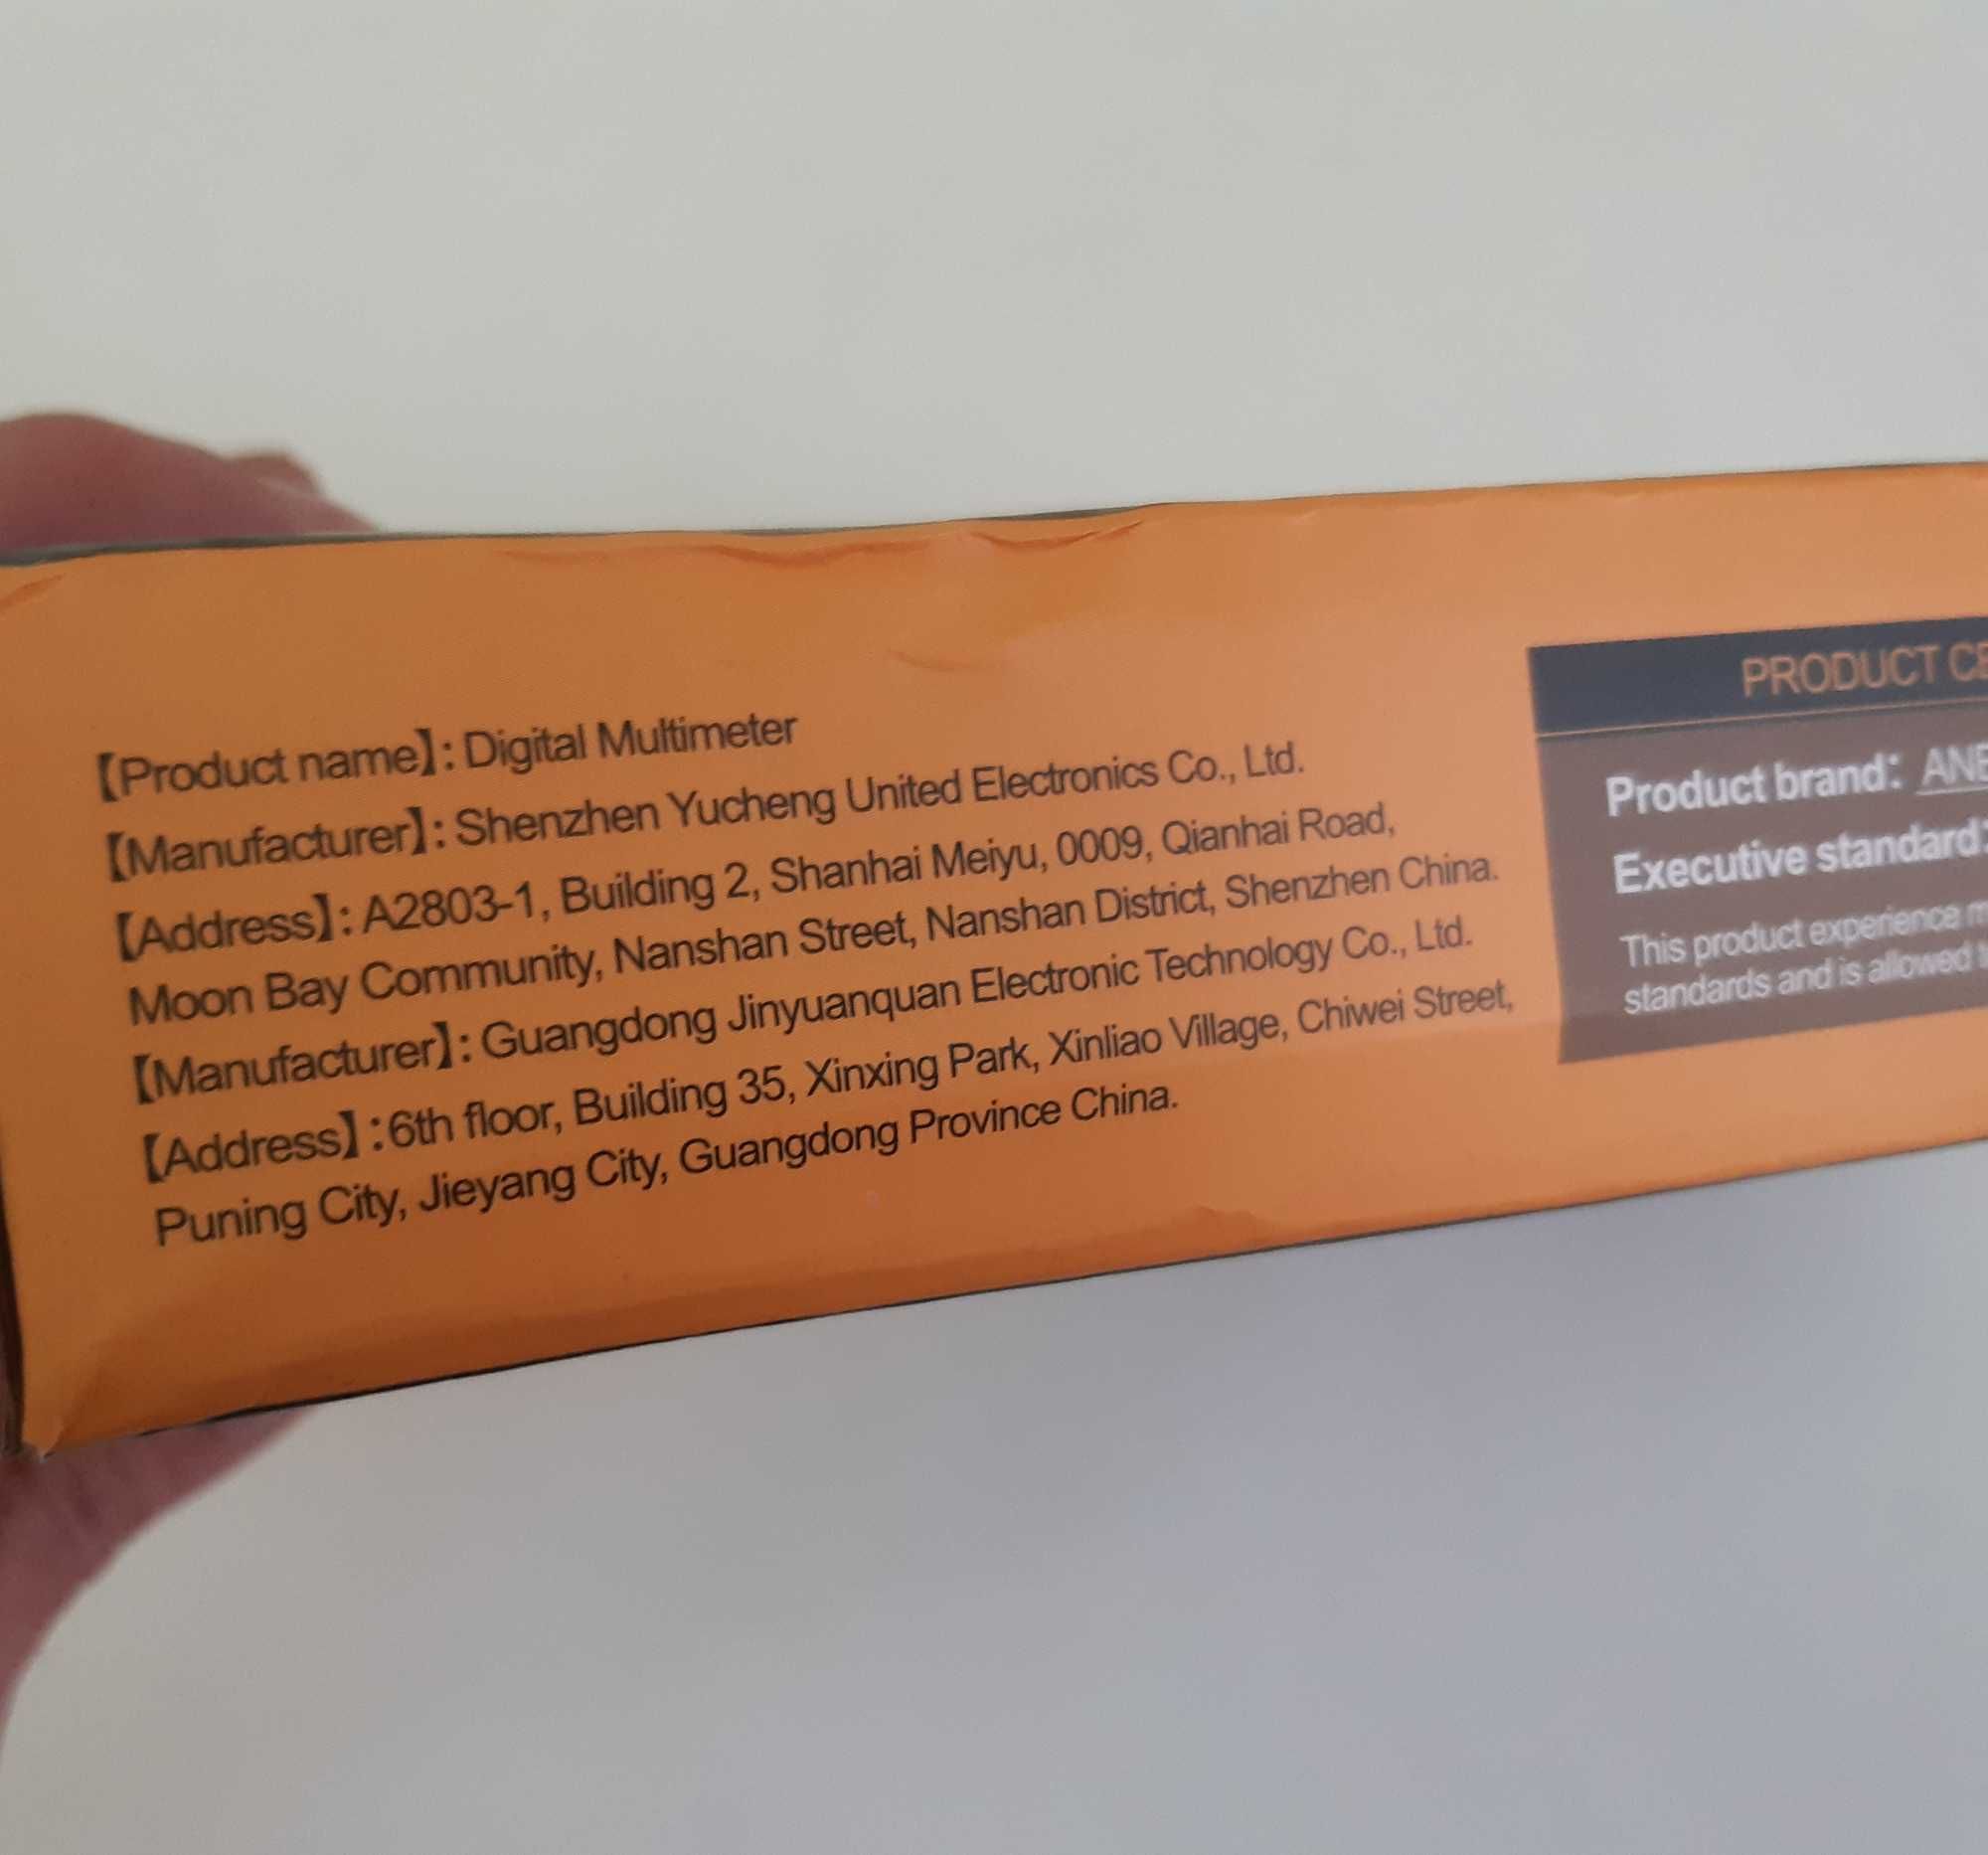 【Product name】: Digital Multimeter
【Manufacturer】: Shenzhen Yucheng United Electronics Co., Ltd.
【Address】: A2803-1, Building 2, Shanhai Meiyu, 0009, Qianhai Road,
Moon Bay Community, Nanshan Street, Nanshan District, Shenzhen China.
【Manufacturer】: Guangdong Jinyuanquan Electronic Technology Co., Ltd.
【Address】:6th floor, Building 35, Xinxing Park, Xinliao Village, Chiwei Street,
Puning City, Jieyang City, Guangdong Province China.
PRODUCT
Product brand:
Executive standard:
This product experience
standards and is allowed